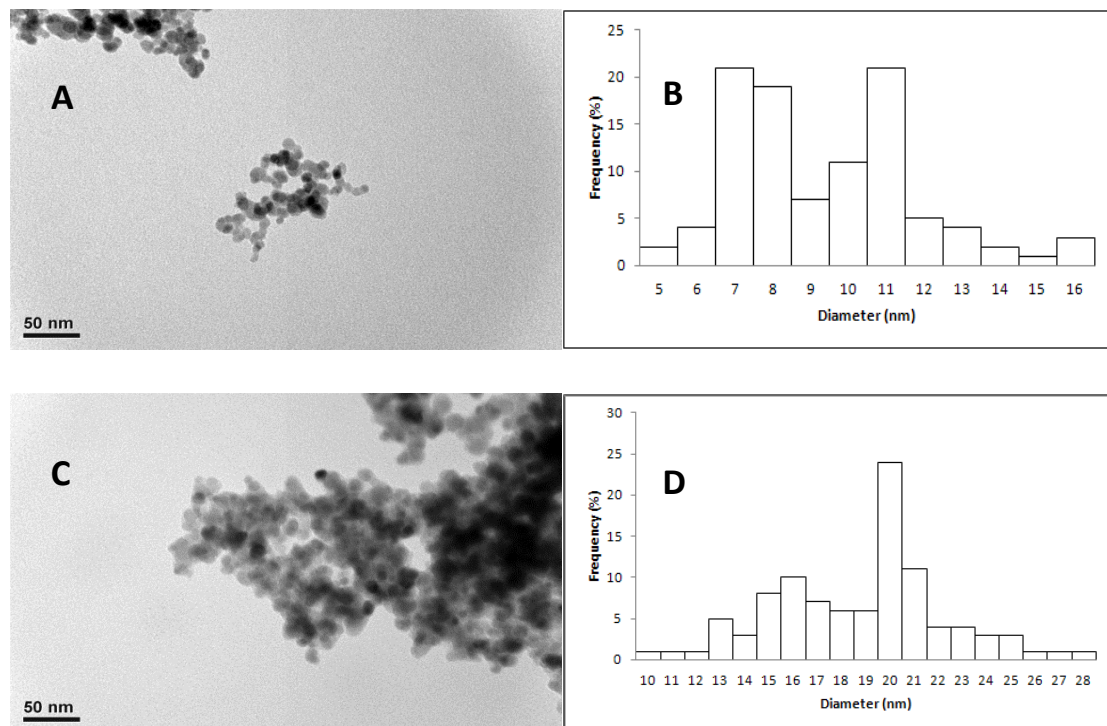 A
50 nm
B
Frequency (%)
25
20
15
10
5
0
5 6 7 8 9 10 11 12 13 14 15 16
Diameter (nm)
C
50 nm
D
Frequency (%)
30
25
20
15
10
5
0
10 11 12 13 14 15 16 17 18 19 20 21 22 23 24 25 26 27 28
Diameter (nm)